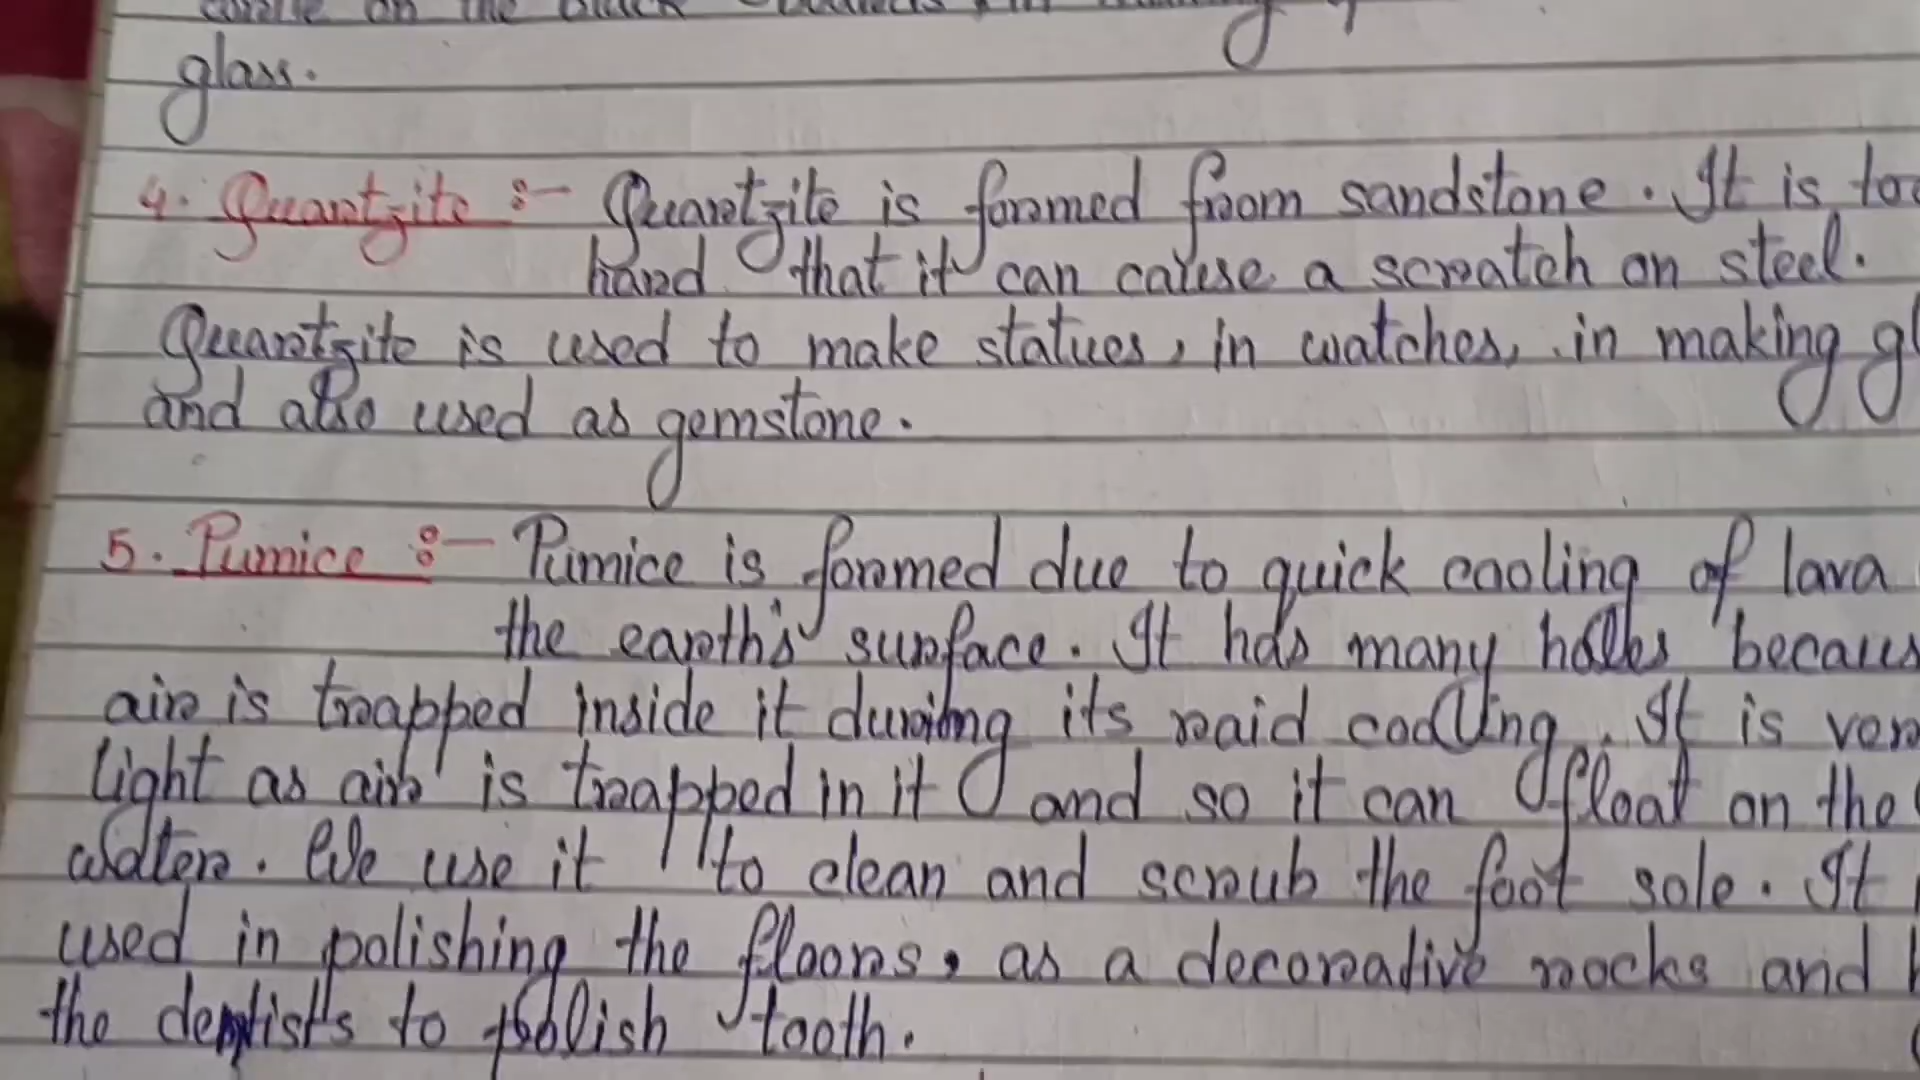 on the black
glass.
4. Quartzite :- Quartzite is formed from sandstone. It is too
hard that it can cause a scratch on steel.
Quartzite is used to make statues, in watches, in making
and also used as gemstone.
5. Pumice :- Pumice is formed due to quick cooling of lava
the earth's surface. It has many holes becaus
air is trapped inside it during its raid cooling. It is very
light as air is trapped in it and so it can float on the
water. We use it to clean and scrub the foot sole. It
used in polishing the floors, as a decorative rocks and
the dentists to polish tooth.